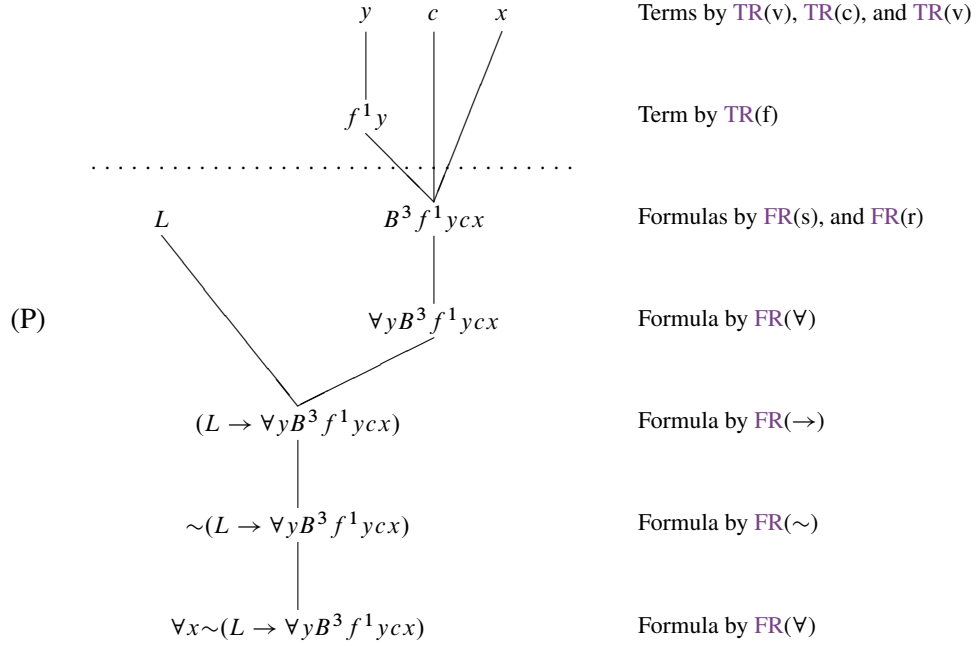 y c x Terms by TR(v), TR(c), and TR(v)
f¹y Term by TR(f)
L B³f¹ycx Formulas by FR(s), and FR(r)
(P) ∀yB³f¹ycx Formula by FR(∀)
(L → ∀yB³f¹ycx) Formula by FR(→)
~(L → ∀yB³f¹ycx) Formula by FR(~)
∀x~(L → ∀yB³f¹ycx) Formula by FR(∀)